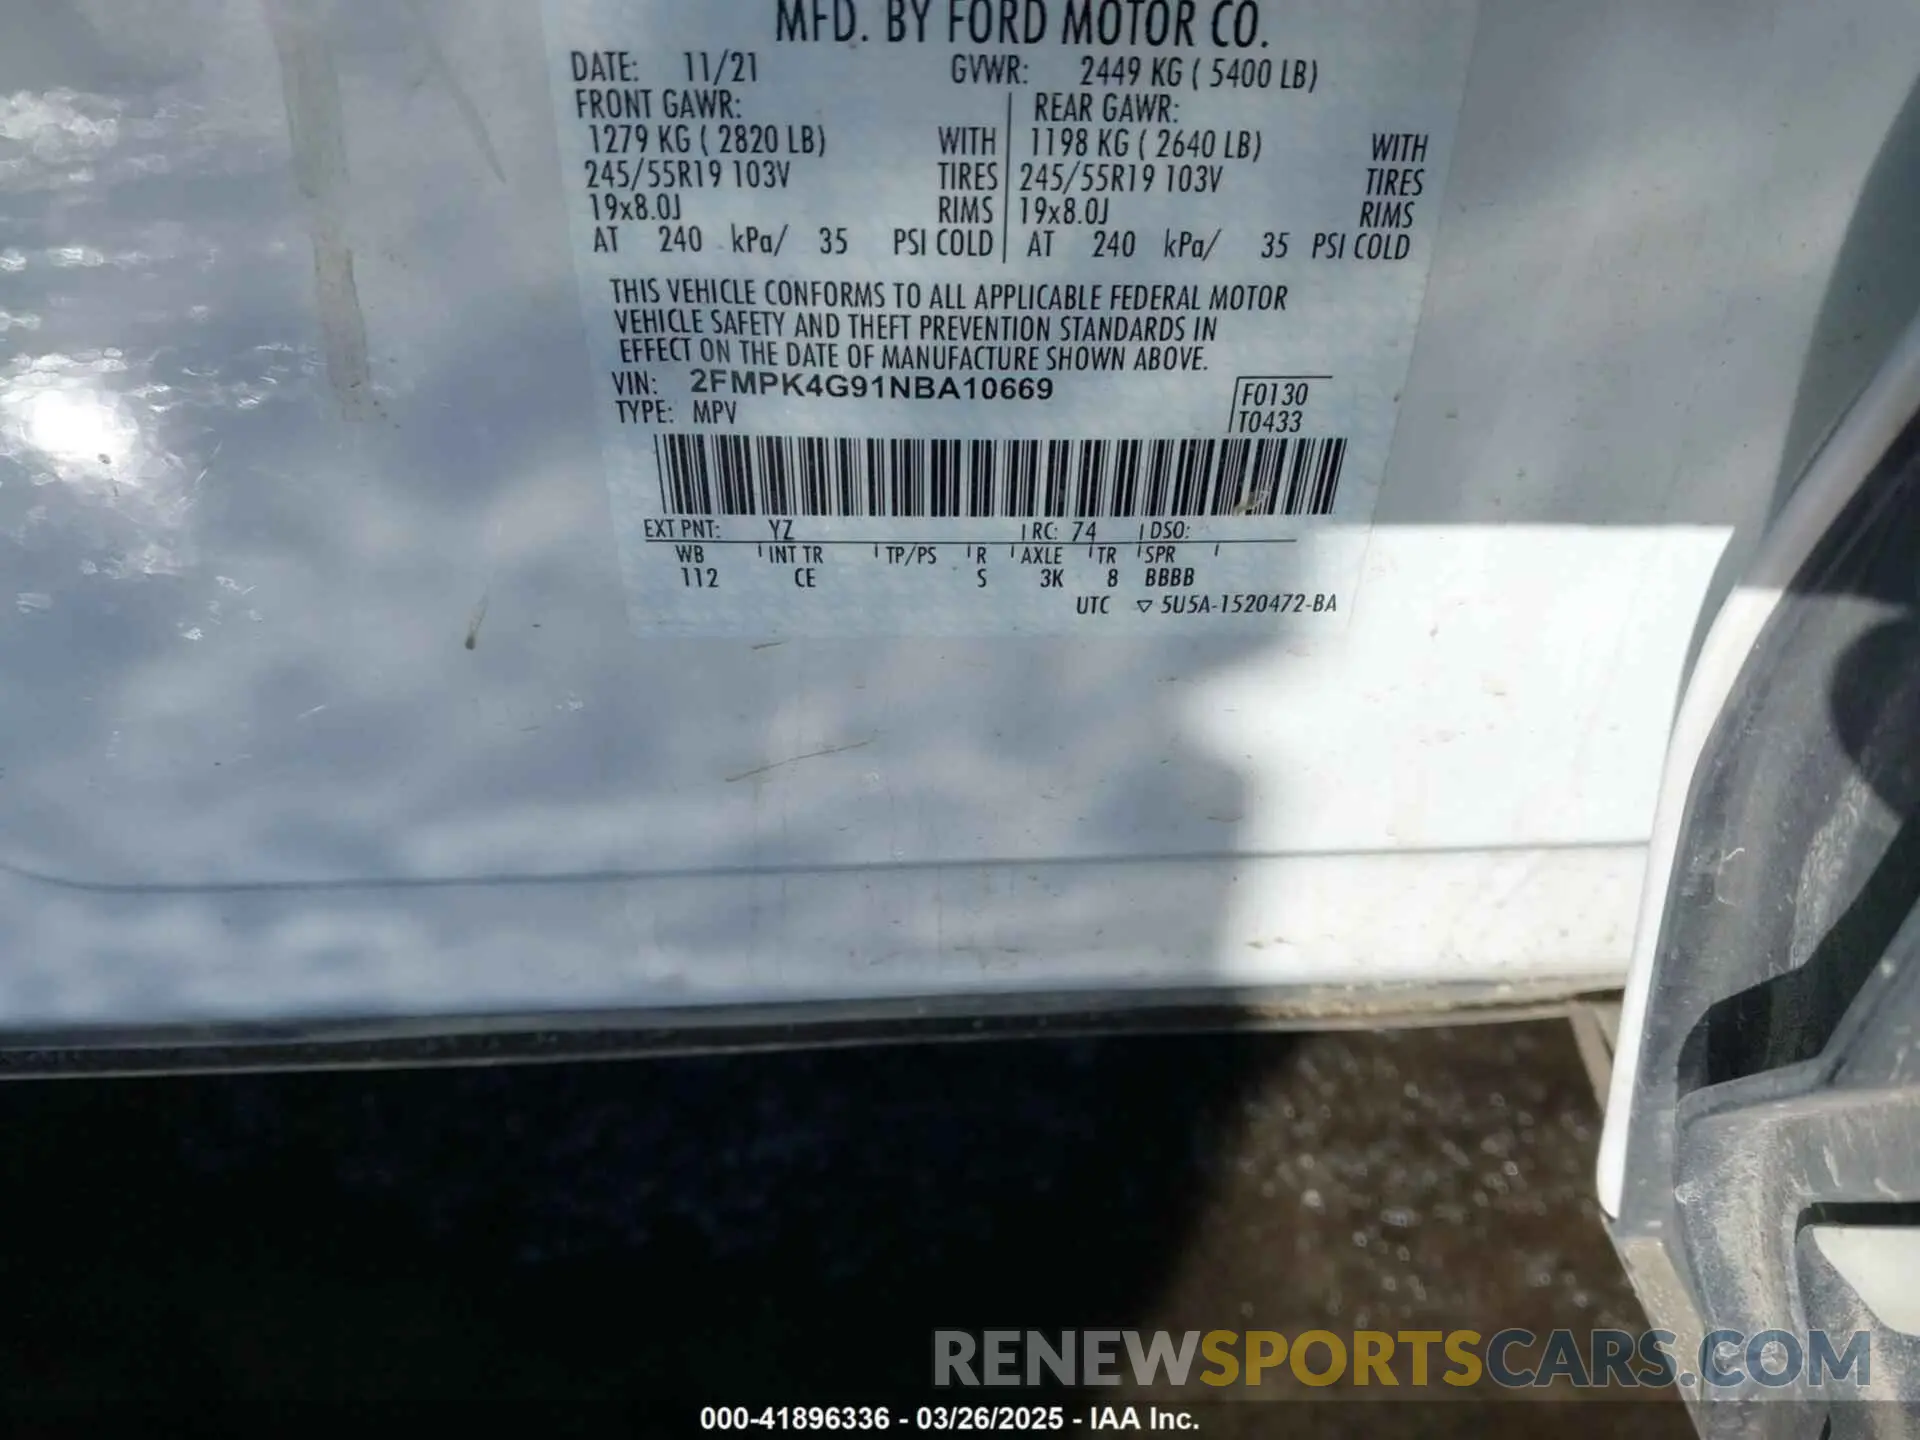 MFD. BY FORD MOTOR CO.
DATE: 11/21 GVWR: 2449 KG ( 5400 LB)
FRONT GAWR: REAR GAWR:
1279 KG ( 2820 LB) WITH 1198 KG ( 2640 LB) WITH
245/55R19 103V TIRES 245/55R19 103V TIRES
19x8.0J RIMS 19x8.0J RIMS
AT 240 kPa/ 35 PSI COLD AT 240 kPa/ 35 PSI COLD
THIS VEHICLE CONFORMS TO ALL APPLICABLE FEDERAL MOTOR
VEHICLE SAFETY AND THEFT PREVENTION STANDARDS IN
EFFECT ON THE DATE OF MANUFACTURE SHOWN ABOVE.
VIN: 2FMPK4G91NBA10669 F0130
TYPE: MPV T0433
EXT PNT: YZ RC: 74 DSO:
WB INT TR TP/PS R AXLE TR SPR
112 CE S 3K 8 BBBB
UTC ▽ 5U5A-1520472-BA
RENEWSPORTSCARS.COM
000-41896336 - 03/26/2025 - IAA Inc.